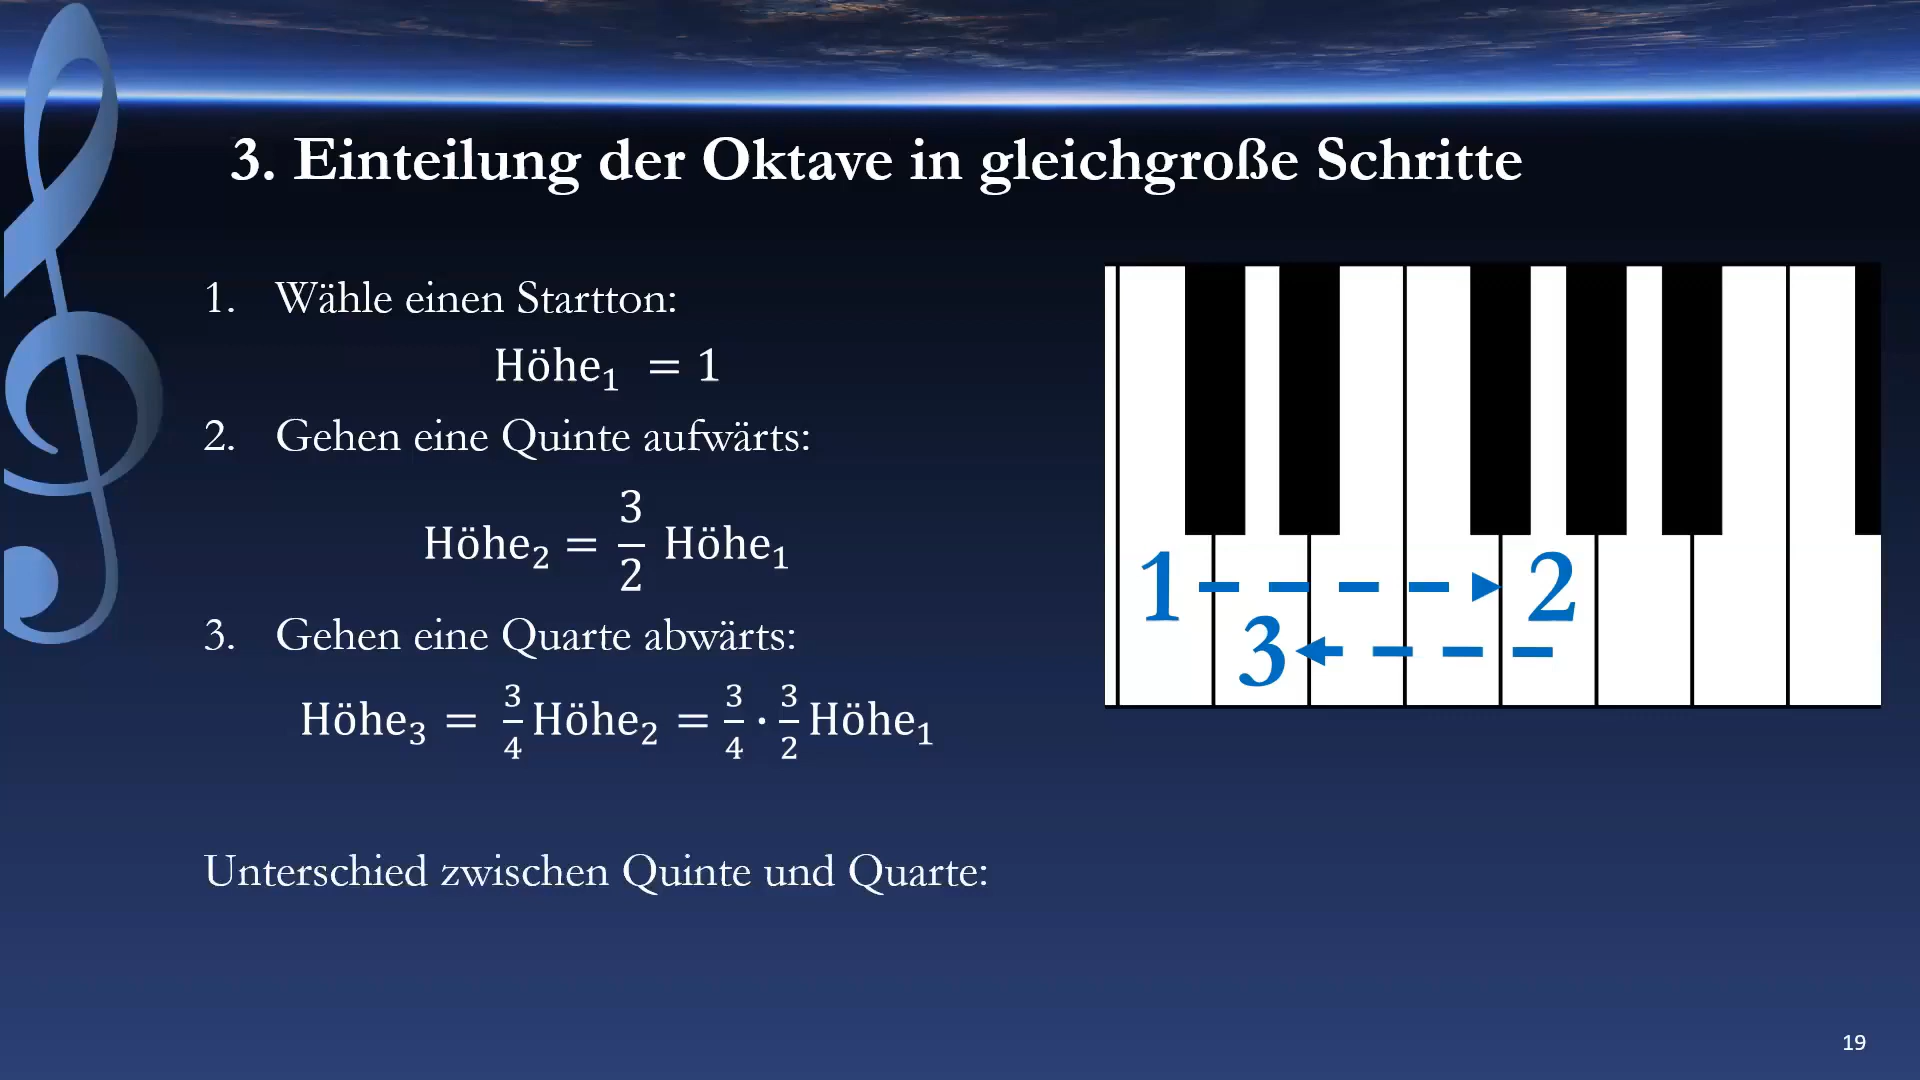 3. Einteilung der Oktave in gleichgroße Schritte
1. Wähle einen Startton:
Höhe₁ = 1
2. Gehen eine Quinte aufwärts:
Höhe₂ = 3/2 Höhe₁
3. Gehen eine Quarte abwärts:
Höhe₃ = 3/4 Höhe₂ = 3/4 · 3/2 Höhe₁
Unterschied zwischen Quinte und Quarte:
1 2
3
19